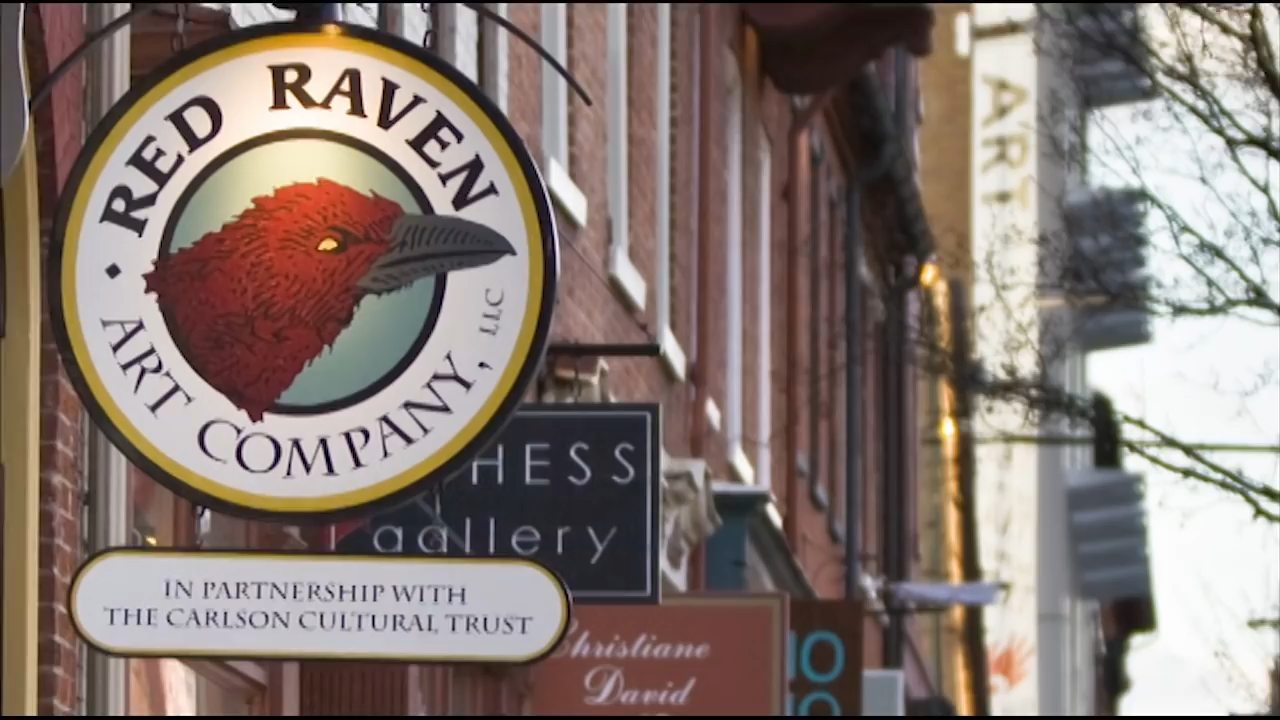 RED RAVEN
ART COMPANY, LLC
IN PARTNERSHIP WITH
THE CARLSON CULTURAL TRUST
HESS
gallery
Christiane
David
ART